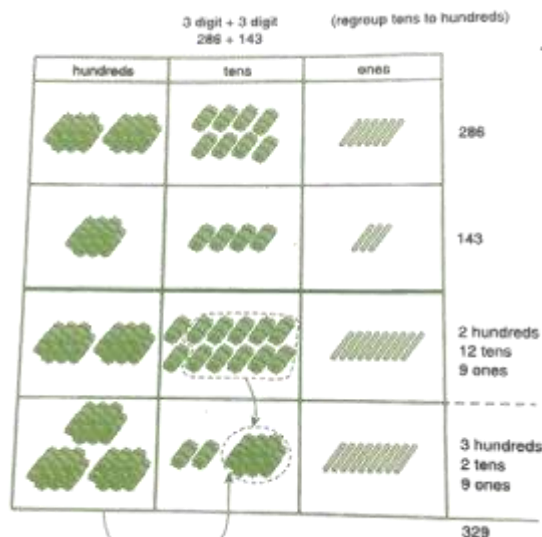 3 digit + 3 digit
286 + 143
(regroup tens to hundreds)
hundreds
tens
ones
286
143
2 hundreds
12 tens
9 ones
3 hundreds
2 tens
9 ones
329